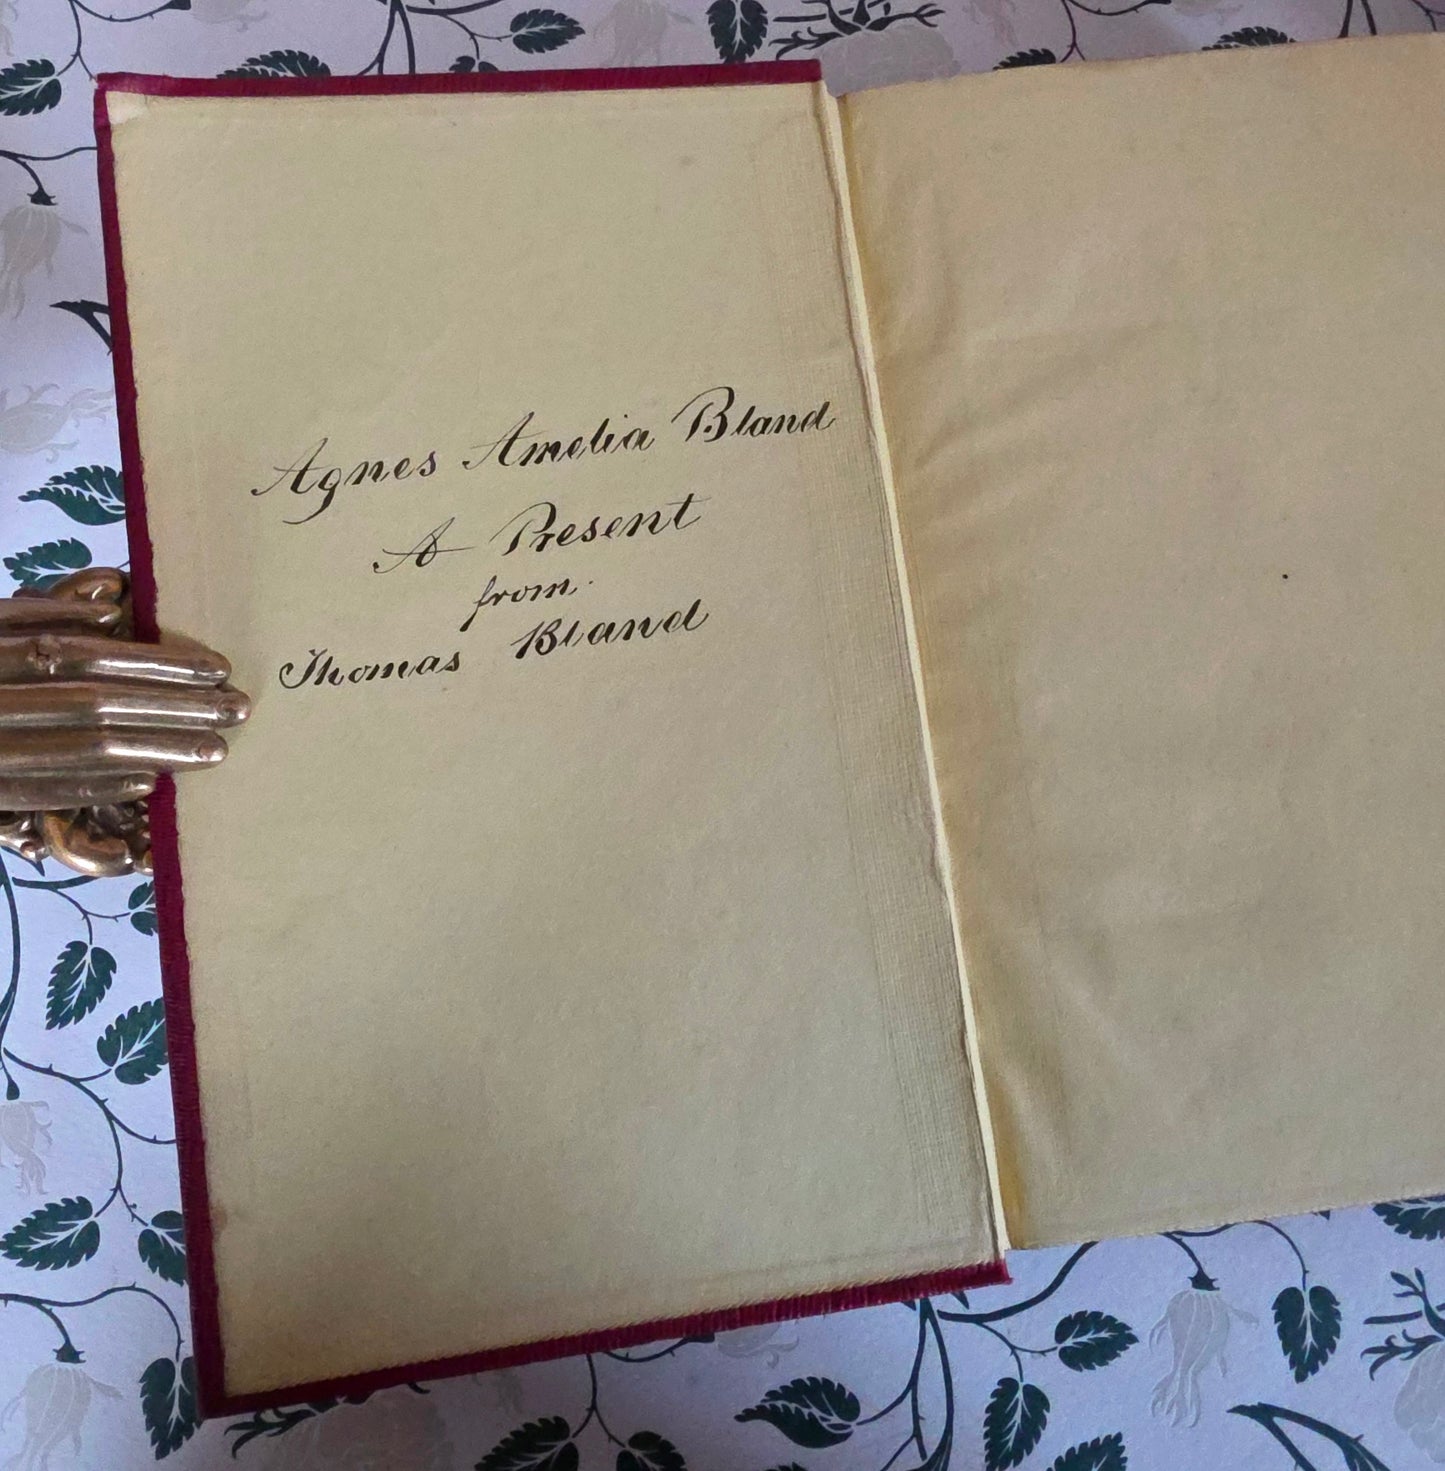 Agnes Amelia Bland
A Present
from
Thomas Bland